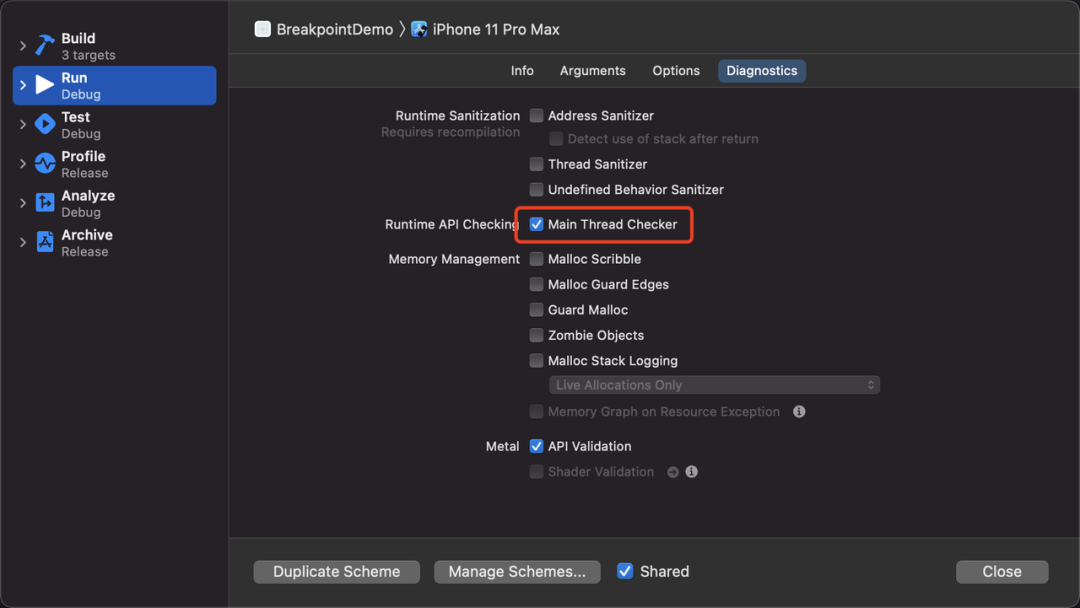 Build
3 targets
Run
Debug
Test
Debug
Profile
Release
Analyze
Debug
Archive
Release
BreakpointDemo 〉 iPhone 11 Pro Max
Info Arguments Options Diagnostics
Runtime Sanitization Address Sanitizer
Requires recompilation Detect use of stack after return
Thread Sanitizer
Undefined Behavior Sanitizer
Runtime API Checking Main Thread Checker
Memory Management Malloc Scribble
Malloc Guard Edges
Guard Malloc
Zombie Objects
Malloc Stack Logging
Live Allocations Only
Memory Graph on Resource Exception
Metal API Validation
Shader Validation
Duplicate Scheme Manage Schemes... Shared Close